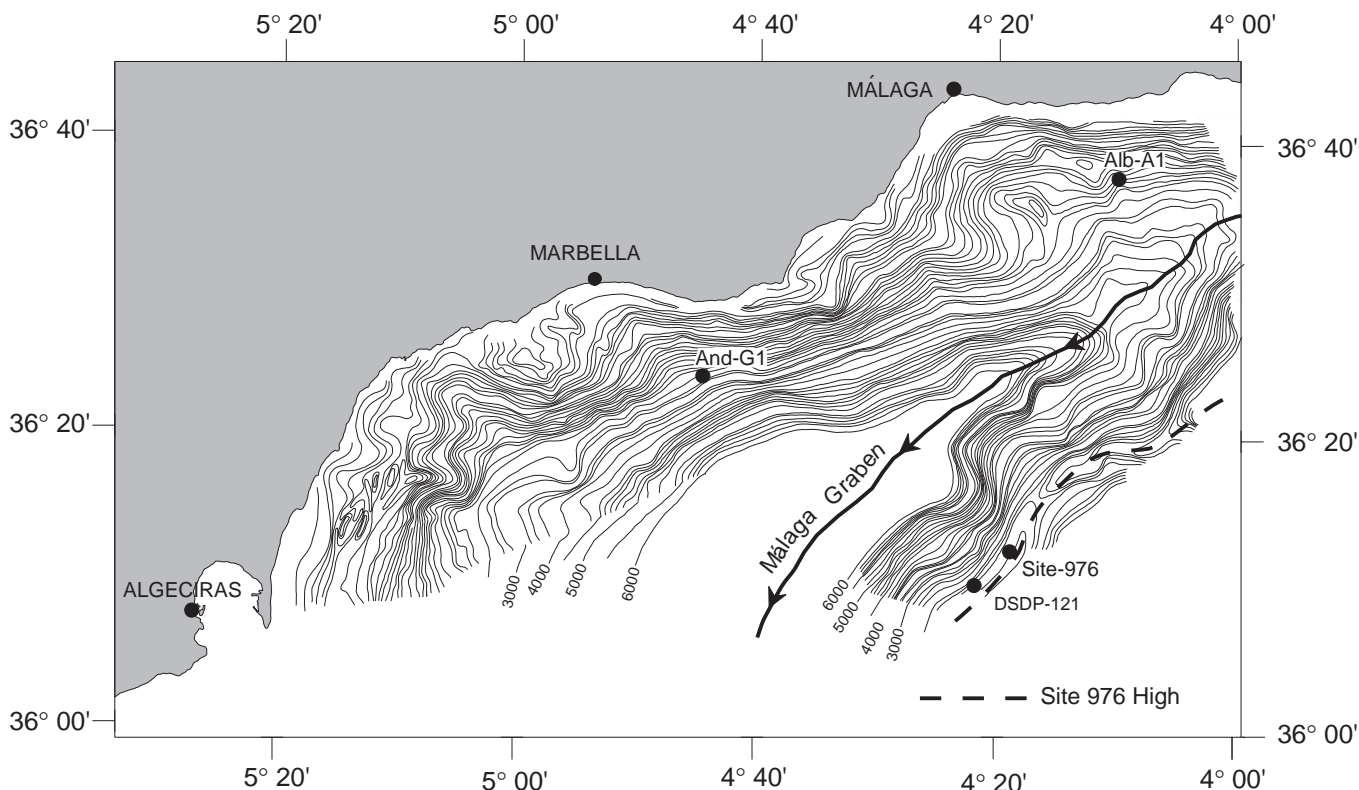 5° 20' 5° 00' 4° 40' 4° 20' 4° 00'
MÁLAGA
36° 40'
36° 40'
Alb-A1
MARBELLA
And-G1
36° 20'
36° 20'
Málaga Graben
ALGECIRAS
3000
4000
5000
6000
6000
5000
4000
3000
Site-976
DSDP-121
Site 976 High
36° 00'
36° 00'
5° 20' 5° 00' 4° 40' 4° 20' 4° 00'